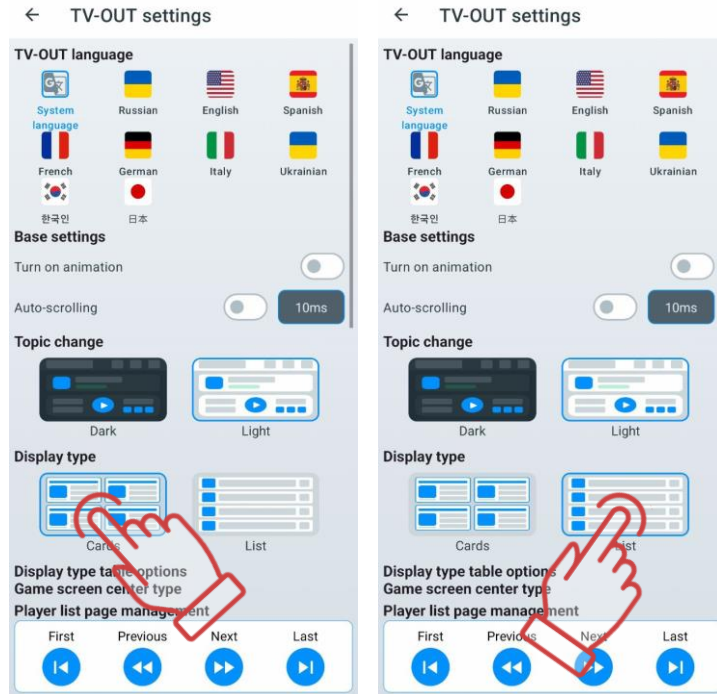 TV-OUT settings
TV-OUT language
System language
Russian
English
Spanish
French
German
Italy
Ukrainian
한국인
日本
Base settings
Turn on animation
Auto-scrolling
10ms
Topic change
Dark
Light
Display type
Cards
List
Display type table options
Game screen center type
Player list page management
First
Previous
Next
Last
TV-OUT settings
TV-OUT language
System language
Russian
English
Spanish
French
German
Italy
Ukrainian
한국인
日本
Base settings
Turn on animation
Auto-scrolling
10ms
Topic change
Dark
Light
Display type
Cards
List
Display type table options
Game screen center type
Player list page management
First
Previous
Next
Last